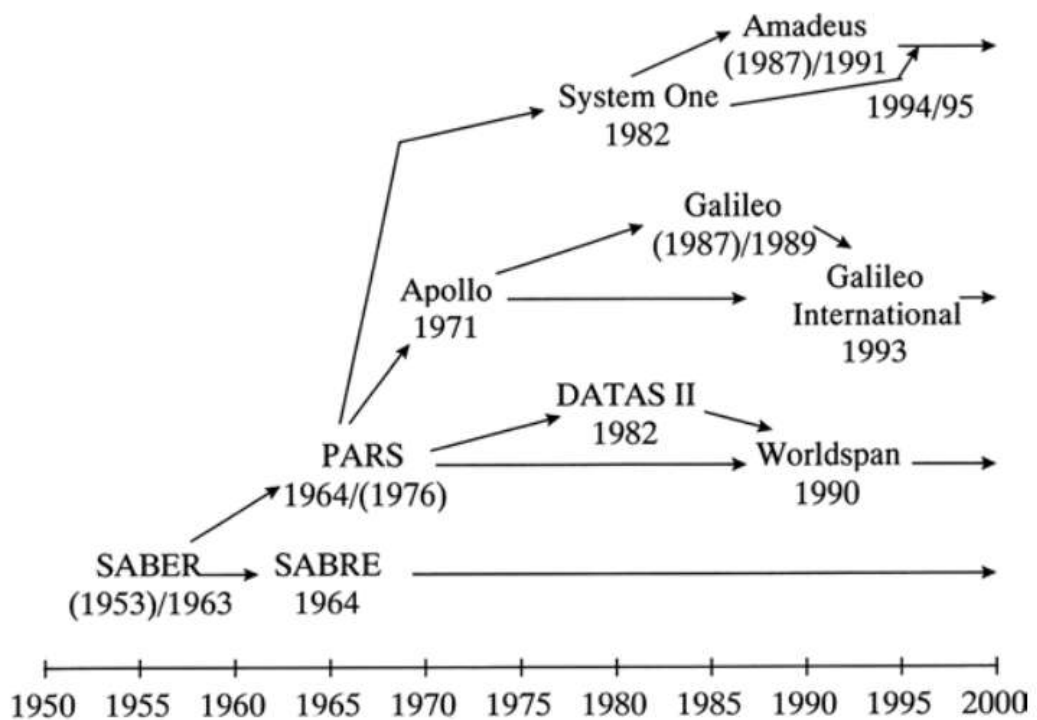 Amadeus
(1987)/1991
System One
1982
1994/95
Galileo
(1987)/1989
Apollo
1971
Galileo
International
1993
DATAS II
1982
PARS
1964/(1976)
Worldspan
1990
SABER
(1953)/1963
SABRE
1964
1950 1955 1960 1965 1970 1975 1980 1985 1990 1995 2000